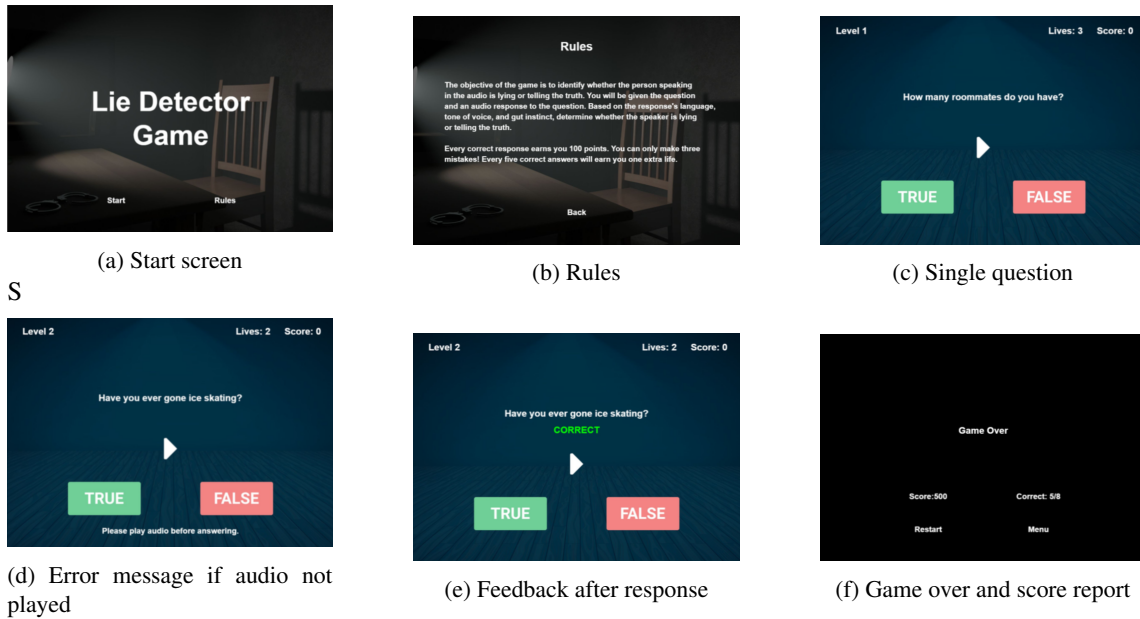 Lie Detector
Game
Start
Rules
(a) Start screen
Rules
The objective of the game is to identify whether the person speaking
in the audio is lying or telling the truth. You will be given the question
and an audio response to the question. Based on the response's language,
tone of voice, and gut instinct, determine whether the speaker is lying
or telling the truth.
Every correct response earns you 100 points. You can only make three
mistakes! Every five correct answers will earn you one extra life.
Back
(b) Rules
Level 1
Lives: 3
Score: 0
How many roommates do you have?
TRUE
FALSE
(c) Single question
S
Level 2
Lives: 2
Score: 0
Have you ever gone ice skating?
TRUE
FALSE
Please play audio before answering.
(d) Error message if audio not
played
Level 2
Lives: 2
Score: 0
Have you ever gone ice skating?
CORRECT
TRUE
FALSE
(e) Feedback after response
Game Over
Score:500
Correct: 5/8
Restart
Menu
(f) Game over and score report